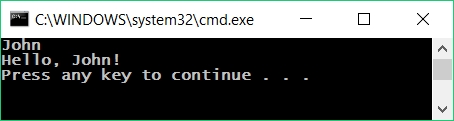 C:\WINDOWS\system32\cmd.exe
John
Hello, John!
Press any key to continue . . .